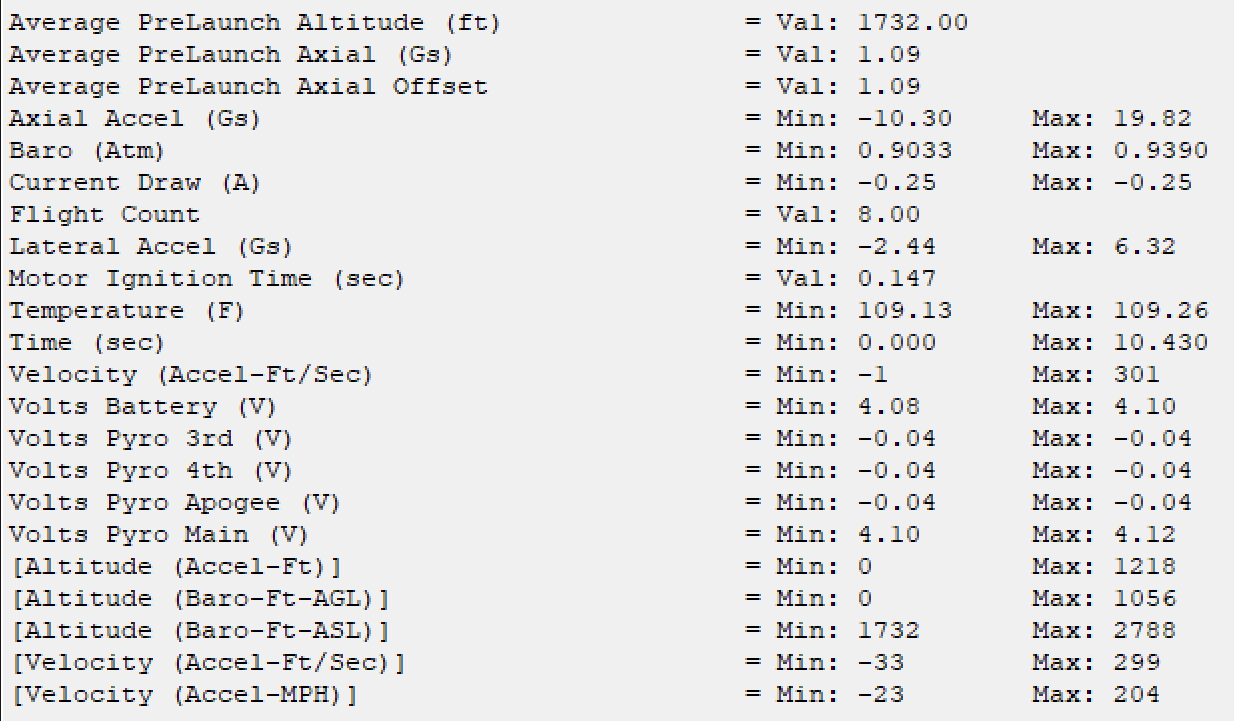 Average PreLaunch Altitude (ft) = Val: 1732.00
Average PreLaunch Axial (Gs) = Val: 1.09
Average PreLaunch Axial Offset = Val: 1.09
Axial Accel (Gs) = Min: -10.30 Max: 19.82
Baro (Atm) = Min: 0.9033 Max: 0.9390
Current Draw (A) = Min: -0.25 Max: -0.25
Flight Count = Val: 8.00
Lateral Accel (Gs) = Min: -2.44 Max: 6.32
Motor Ignition Time (sec) = Val: 0.147
Temperature (F) = Min: 109.13 Max: 109.26
Time (sec) = Min: 0.000 Max: 10.430
Velocity (Accel-Ft/Sec) = Min: -1 Max: 301
Volts Battery (V) = Min: 4.08 Max: 4.10
Volts Pyro 3rd (V) = Min: -0.04 Max: -0.04
Volts Pyro 4th (V) = Min: -0.04 Max: -0.04
Volts Pyro Apogee (V) = Min: -0.04 Max: -0.04
Volts Pyro Main (V) = Min: 4.10 Max: 4.12
[Altitude (Accel-Ft)] = Min: 0 Max: 1218
[Altitude (Baro-Ft-AGL)] = Min: 0 Max: 1056
[Altitude (Baro-Ft-ASL)] = Min: 1732 Max: 2788
[Velocity (Accel-Ft/Sec)] = Min: -33 Max: 299
[Velocity (Accel-MPH)] = Min: -23 Max: 204